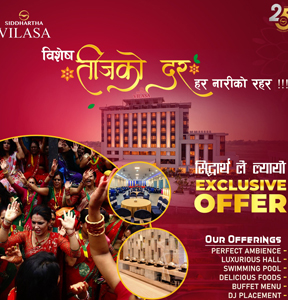 SIDDHARTHA
VILASA
25
विशेष
तीजको दर
हर नारीको रहर !!!
सिद्धार्थ ले ल्यायो
EXCLUSIVE
OFFER
OUR OFFERINGS
PERFECT AMBIENCE -
LUXURIOUS HALL -
SWIMMING POOL -
DELICIOUS FOODS -
BUFFET MENU -
DJ PLACEMENT -